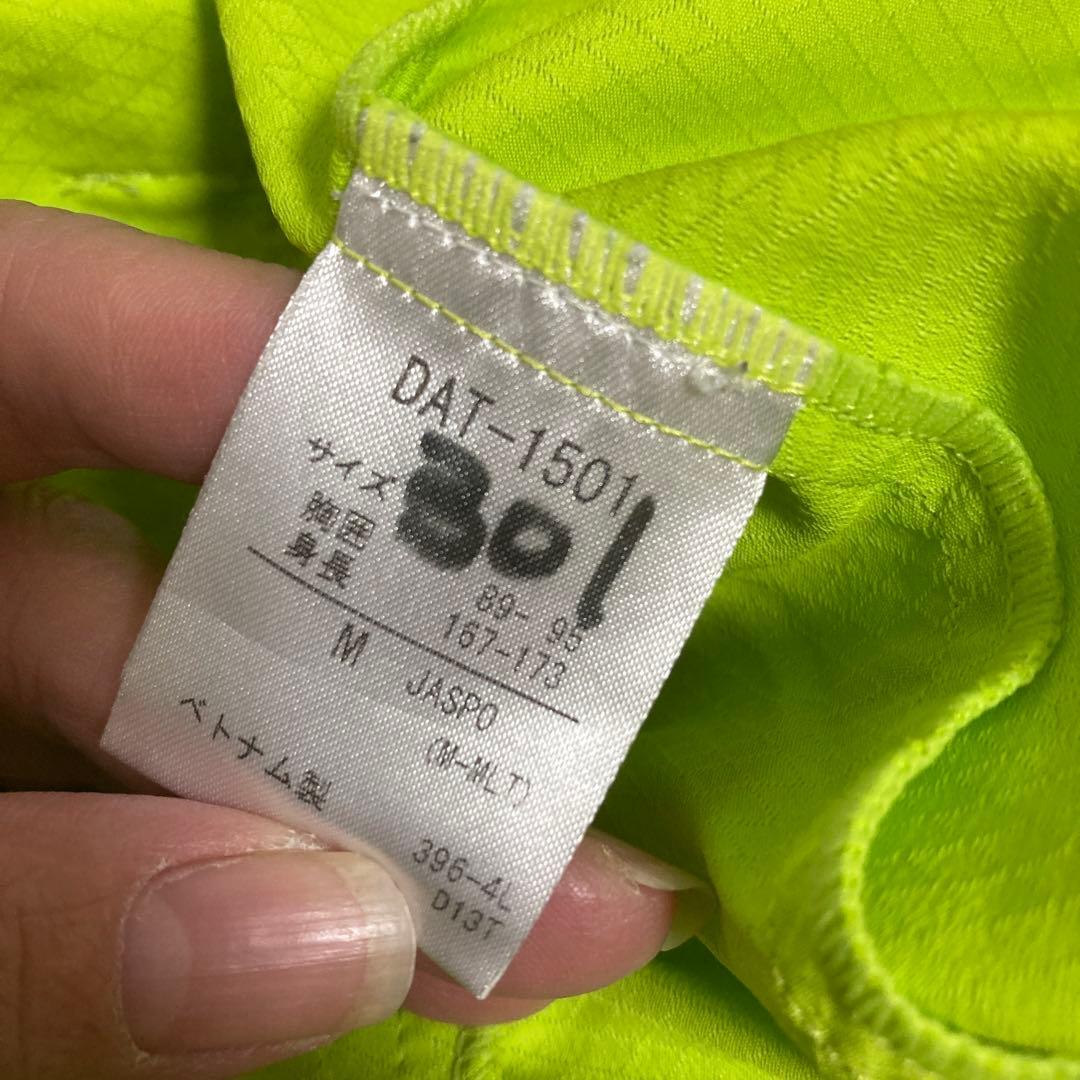 DAT-1501
サイズ
301
胸囲 89- 95
身長 167-173
M JASPO
(M-MLT)
ベトナム製
396-4L
D13T